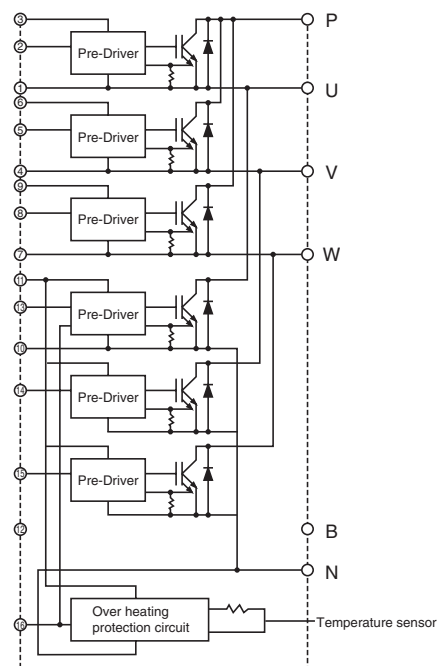 ③ P
② Pre-Driver
① U
⑥
⑤ Pre-Driver
④ V
⑨
⑧ Pre-Driver
⑦ W
⑪
⑬ Pre-Driver
⑩
⑭ Pre-Driver
⑮ Pre-Driver
⑫ B
N
⑯ Over heating
protection circuit
Temperature sensor